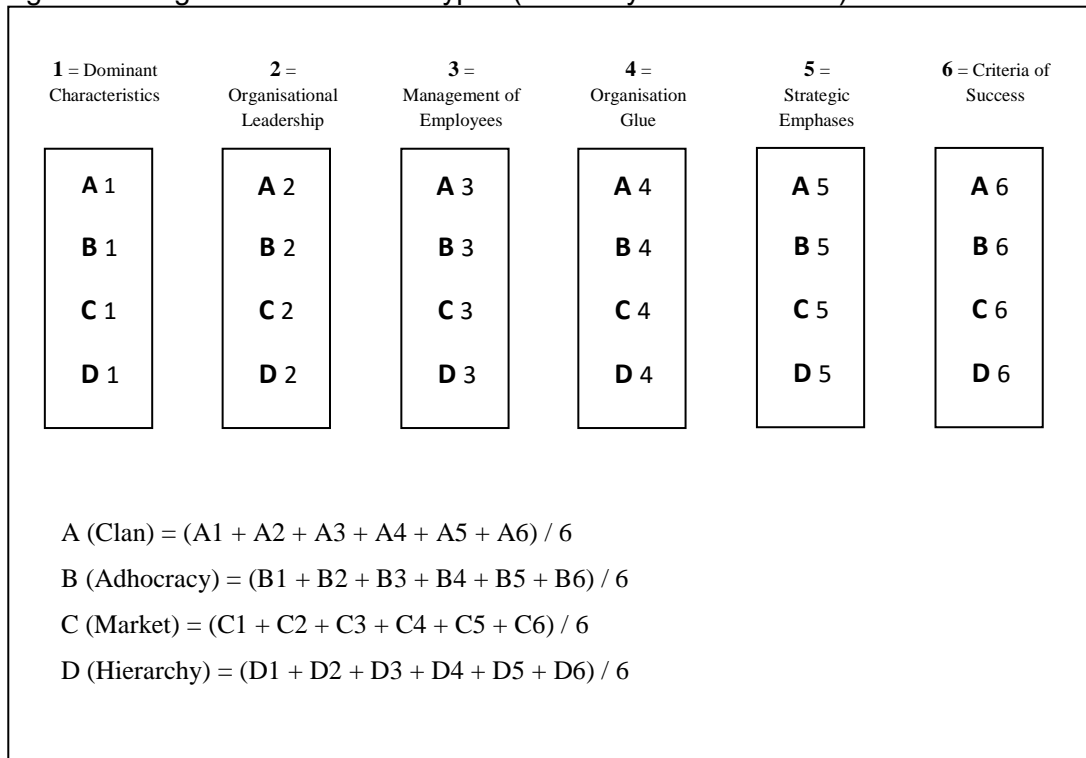 1 = Dominant
Characteristics
2 =
Organisational
Leadership
3 =
Management of
Employees
4 =
Organisation
Glue
5 =
Strategic
Emphases
6 = Criteria of
Success
A 1
A 2
A 3
A 4
A 5
A 6
B 1
B 2
B 3
B 4
B 5
B 6
C 1
C 2
C 3
C 4
C 5
C 6
D 1
D 2
D 3
D 4
D 5
D 6
A (Clan) = (A1 + A2 + A3 + A4 + A5 + A6) / 6
B (Adhocracy) = (B1 + B2 + B3 + B4 + B5 + B6) / 6
C (Market) = (C1 + C2 + C3 + C4 + C5 + C6) / 6
D (Hierarchy) = (D1 + D2 + D3 + D4 + D5 + D6) / 6